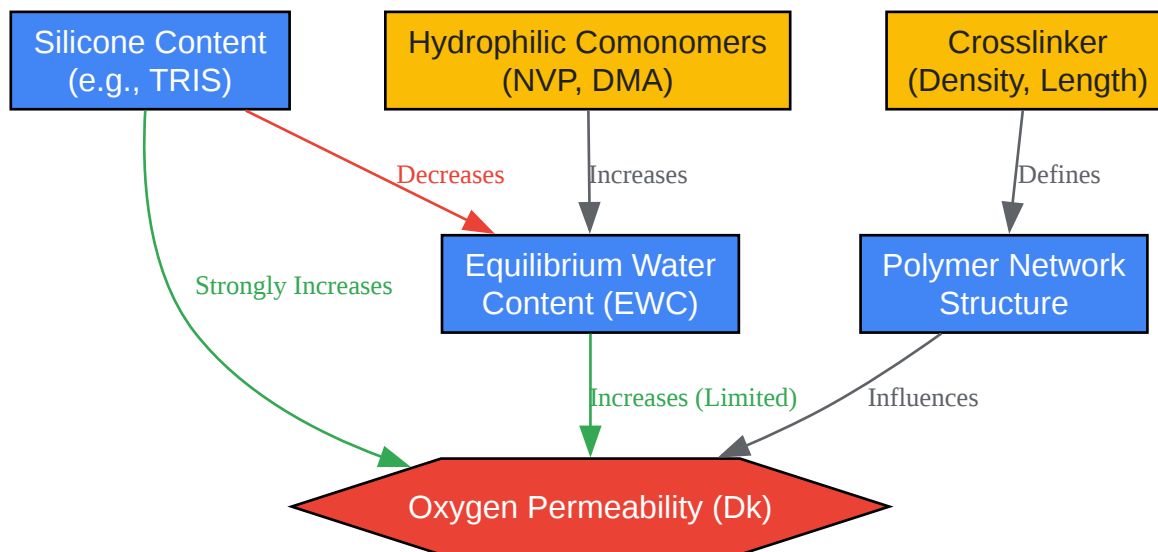 Silicone Content
(e.g., TRIS)
Hydrophilic Comonomers
(NVP, DMA)
Crosslinker
(Density, Length)
Decreases
Increases
Defines
Equilibrium Water
Content (EWC)
Polymer Network
Structure
Strongly Increases
Increases (Limited)
Influences
Oxygen Permeability (Dk)